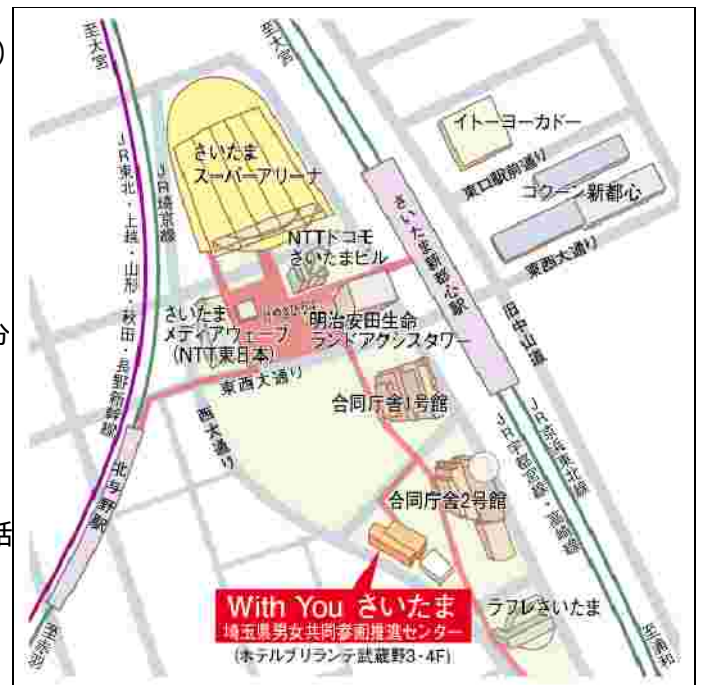 至大宮
至大宮
JR東北・上越・山形・秋田・長野新幹線
JR埼京線
さいたま
スーパーアリーナ
イトーヨーカドー
東口駅前通り
コクーン新都心
東西大通り
さいたま新都心駅
NTTドコモ
さいたまビル
さいたま
メディアウェーブ
(NTT東日本)
明治安田生命
ランドアクシスタワー
旧中山道
東西大通り
西大通り
合同庁舎1号館
北与野駅
JR京浜東北線
JR宇都宮線・高崎線
合同庁舎2号館
With You さいたま
埼玉県男女共同参画推進センター
(ホテルブリランテ武蔵野3・4F)
ラフレさいたま
至赤羽
至浦和
)
分
話